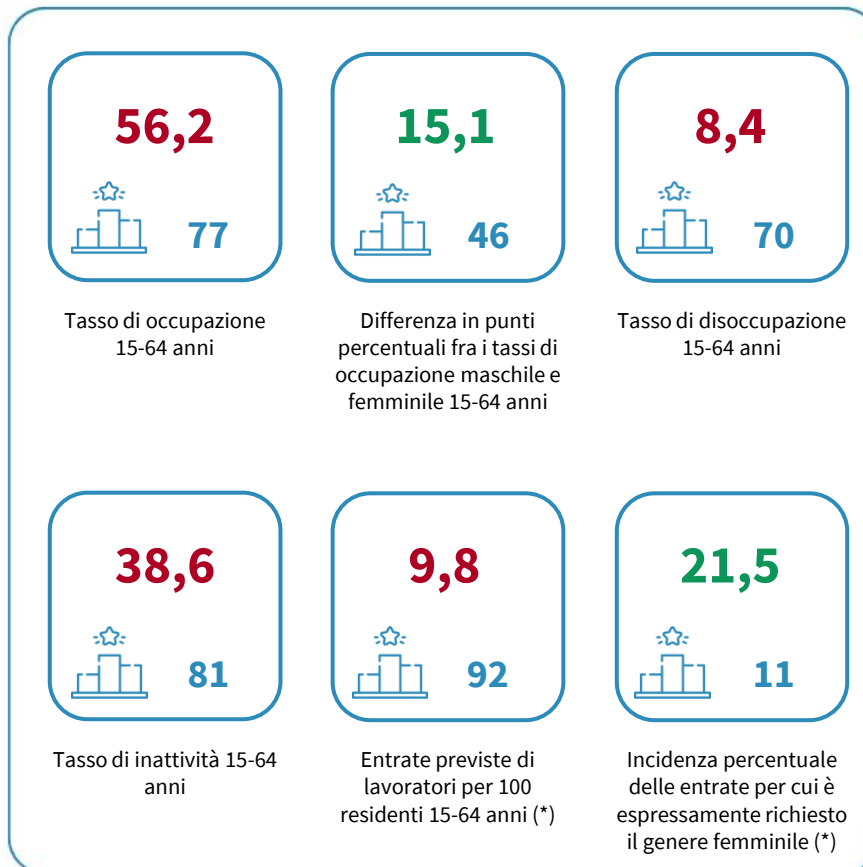 56,2
77
Tasso di occupazione
15-64 anni
15,1
46
Differenza in punti
percentuali fra i tassi di
occupazione maschile e
femminile 15-64 anni
8,4
70
Tasso di disoccupazione
15-64 anni
38,6
81
Tasso di inattività 15-64
anni
9,8
92
Entrate previste di
lavoratori per 100
residenti 15-64 anni (*)
21,5
11
Incidenza percentuale
delle entrate per cui è
espressamente richiesto
il genere femminile (*)